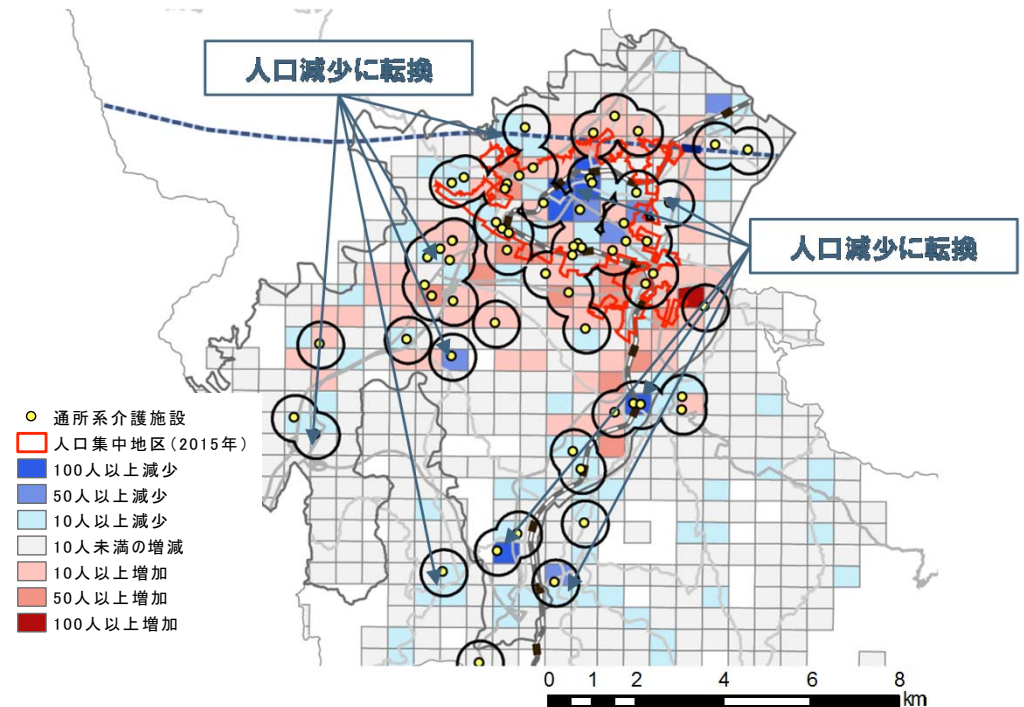 人口減少に転換
人口減少に転換
通所系介護施設
人口集中地区(2015年)
100人以上減少
50人以上減少
10人以上減少
10人未満の増減
10人以上増加
50人以上増加
100人以上増加
0 1 2 4 6 8
km